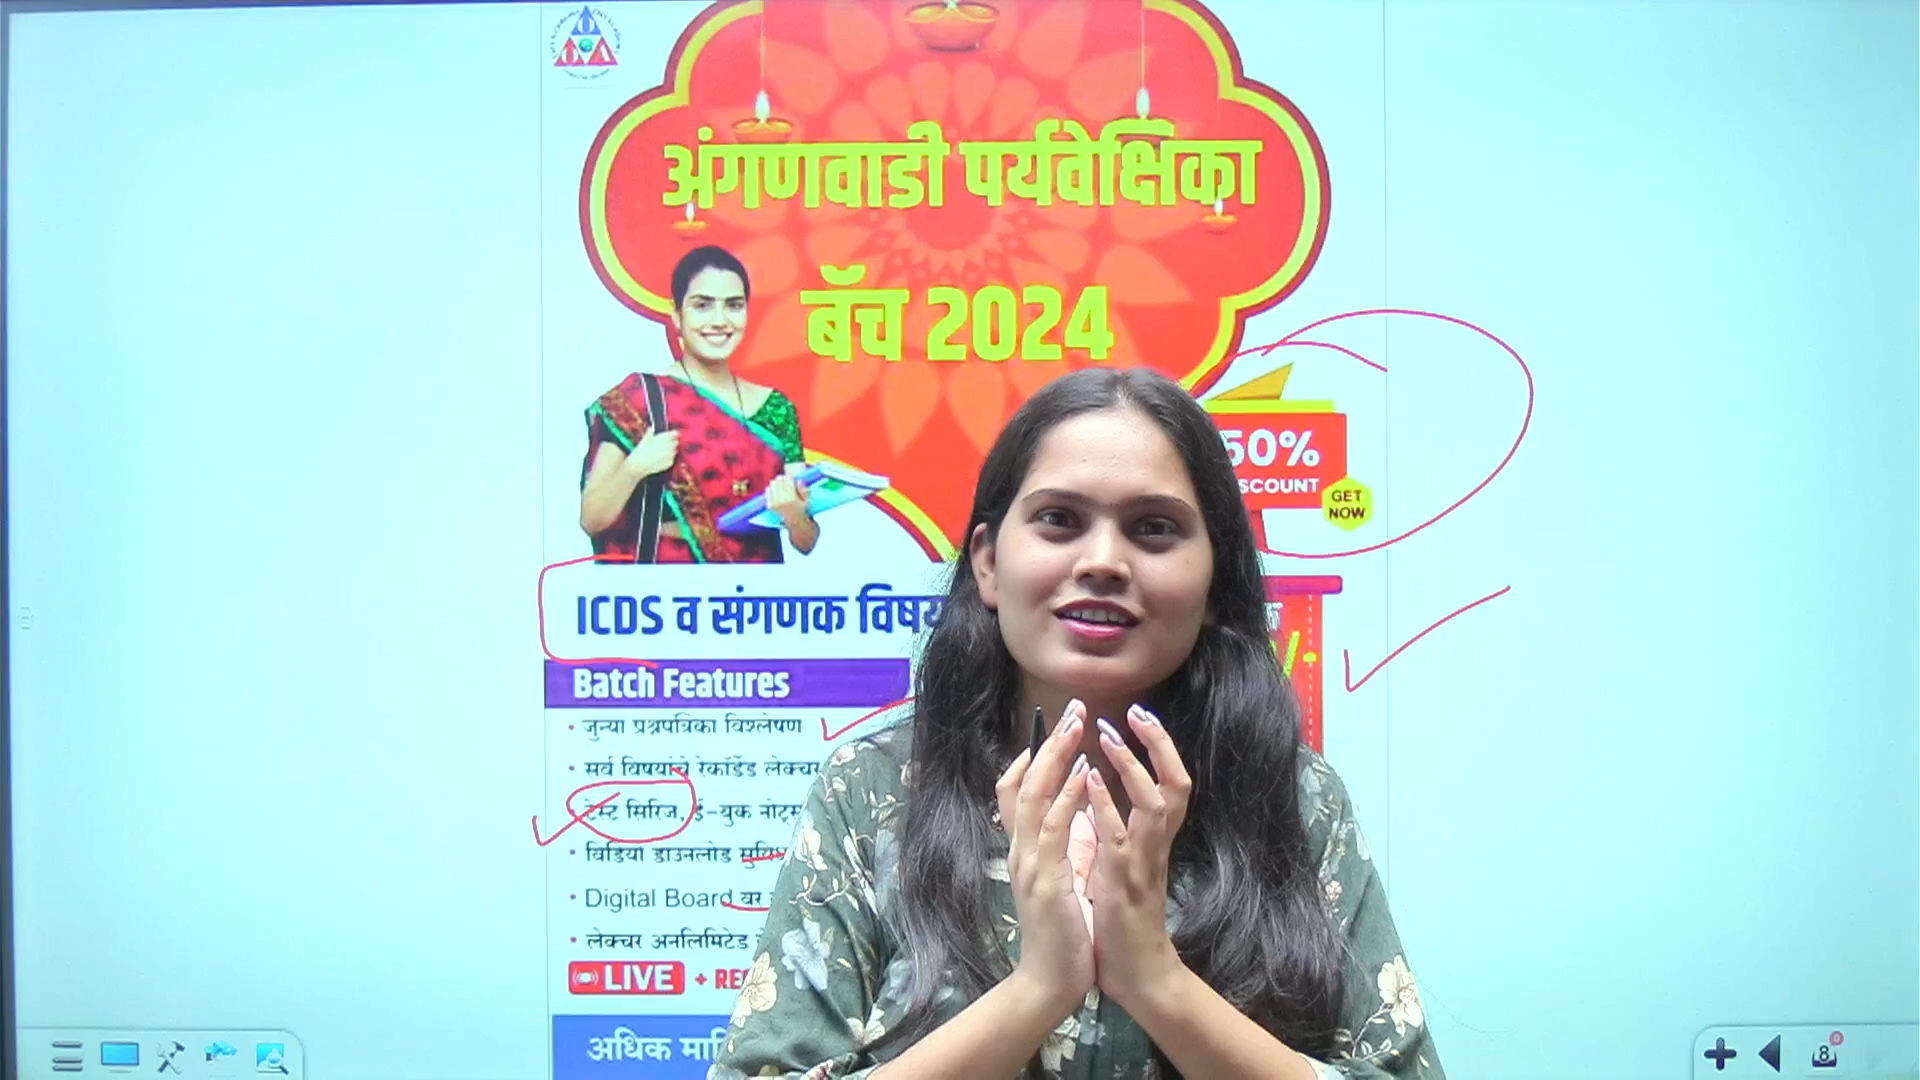 अंगणवाडी पर्यवेक्षिका
बॅच 2024
50%
GET
NOW
ICDS व संगणक विषय
Batch Features
• जुन्या प्रश्नपत्रिका विश्लेषण
• सर्व विषयांचे रेकॉर्डेड लेक्चर
• टेस्ट सिरिज, ई-बुक नोट्स
• विडियो डाउनलोड
• Digital Board वर
• लेक्चर अनलिमिटेड
LIVE +
अधिक
8